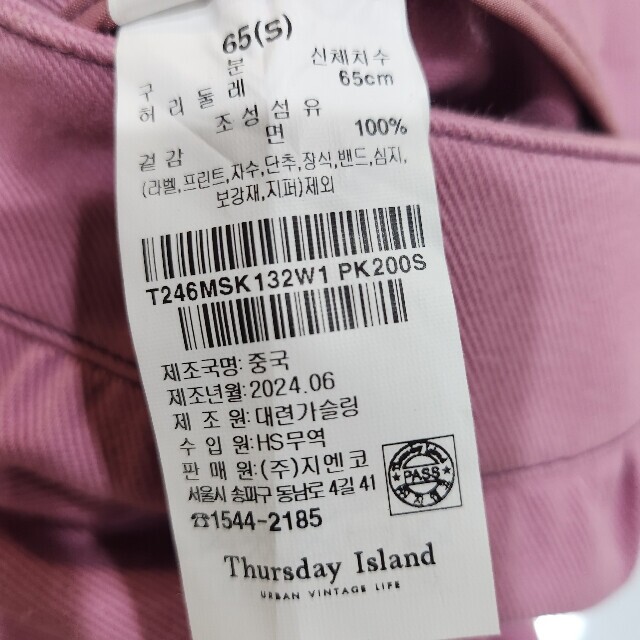 65(S)
구 분 신체치수
허리둘레 65cm
조성섬유
겉감 면 100%
(라벨,프린트,자수,단추,장식,밴드,심지,
보강재,지퍼)제외
T246MSK132W1 PK200S
제조국명:중국
제조년월:2024.06
제 조 원:대련가슬링
수 입 원:HS무역
판 매 원:(주)지엔코
서울시 송파구 동남로 4길 41
☎1544-2185
PASS
Thursday Island
URBAN VINTAGE LIFE